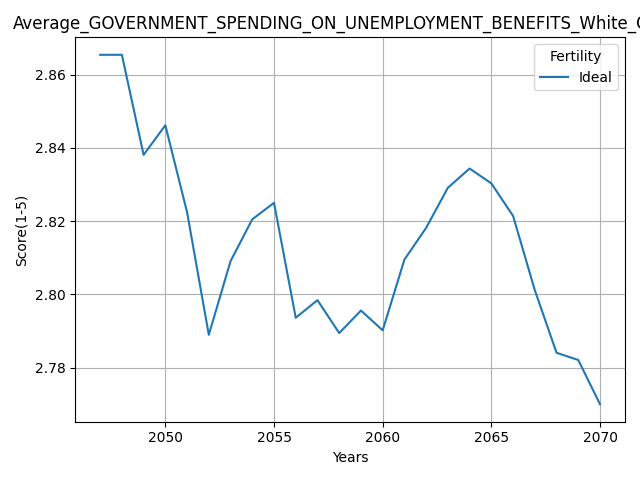 Average_GOVERNMENT_SPENDING_ON_UNEMPLOYMENT_BENEFITS_White_
Fertility
Ideal
2.86
2.84
2.82
2.80
2.78
Score(1-5)
2050 2055 2060 2065 2070
Years